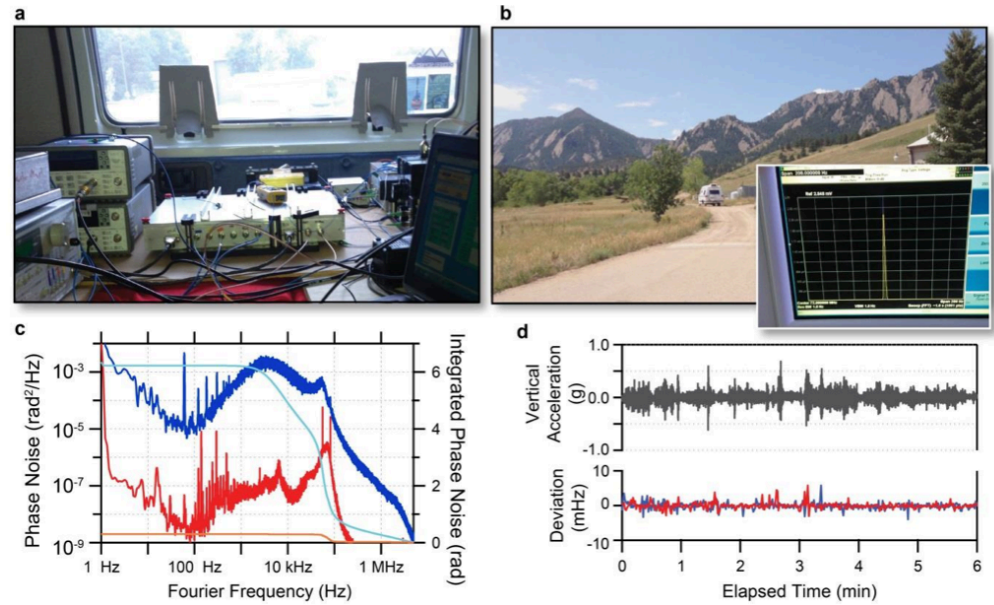 a
b
c
Phase Noise (rad²/Hz)
10⁻³
10⁻⁵
10⁻⁷
10⁻⁹
1 Hz
100 Hz
10 kHz
1 MHz
Fourier Frequency (Hz)
6
4
2
0
Integrated Phase Noise (rad)
d
Vertical Acceleration (g)
1.0
0.0
-1.0
Deviation (mHz)
10
0
-10
0 1 2 3 4 5 6
Elapsed Time (min)